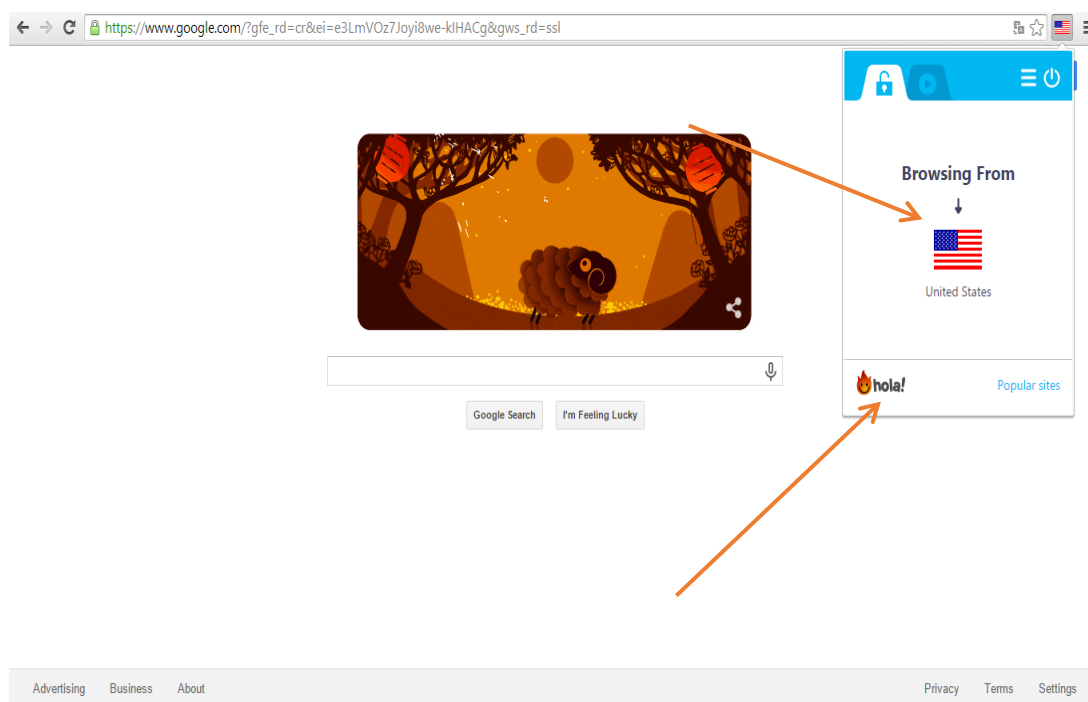 https://www.google.com/?gfe_rd=cr&ei=e3LmVOz7Joyi8we-kIHACg&gws_rd=ssl
Browsing From
United States
hola!
Popular sites
Google Search
I'm Feeling Lucky
Advertising
Business
About
Privacy
Terms
Settings